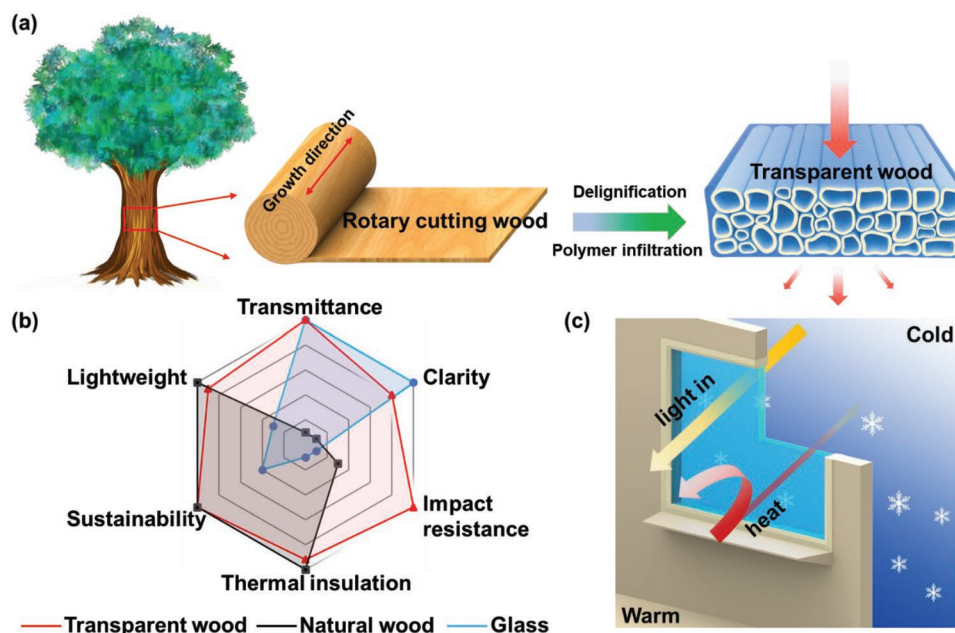 (a)
Growth direction
Rotary cutting wood
Delignification
Polymer infiltration
Transparent wood
(b)
Transmittance
Clarity
Impact
resistance
Thermal insulation
Sustainability
Lightweight
Transparent wood
Natural wood
Glass
(c)
Cold
light in
heat
Warm